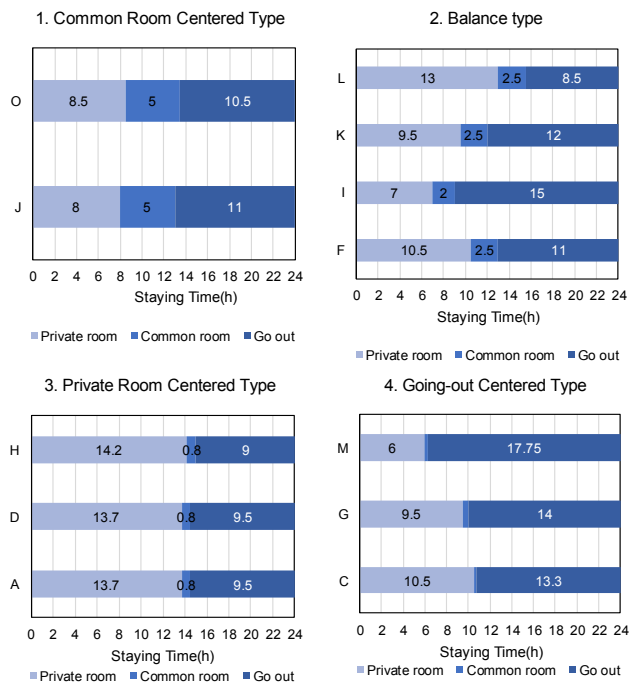 1. Common Room Centered Type
O
8.5 5 10.5
J
8 5 11
0 2 4 6 8 10 12 14 16 18 20 22 24
Staying Time(h)
Private room Common room Go out
2. Balance type
L
13 2.5 8.5
K
9.5 2.5 12
I
7 2 15
F
10.5 2.5 11
0 2 4 6 8 10 12 14 16 18 20 22 24
Staying Time(h)
Private room Common room Go out
3. Private Room Centered Type
H
14.2 0.8 9
D
13.7 0.8 9.5
A
13.7 0.8 9.5
0 2 4 6 8 10 12 14 16 18 20 22 24
Staying Time(h)
Private room Common room Go out
4. Going-out Centered Type
M
6 17.75
G
9.5 14
C
10.5 13.3
0 2 4 6 8 10 12 14 16 18 20 22 24
Staying Time(h)
Private room Common room Go out